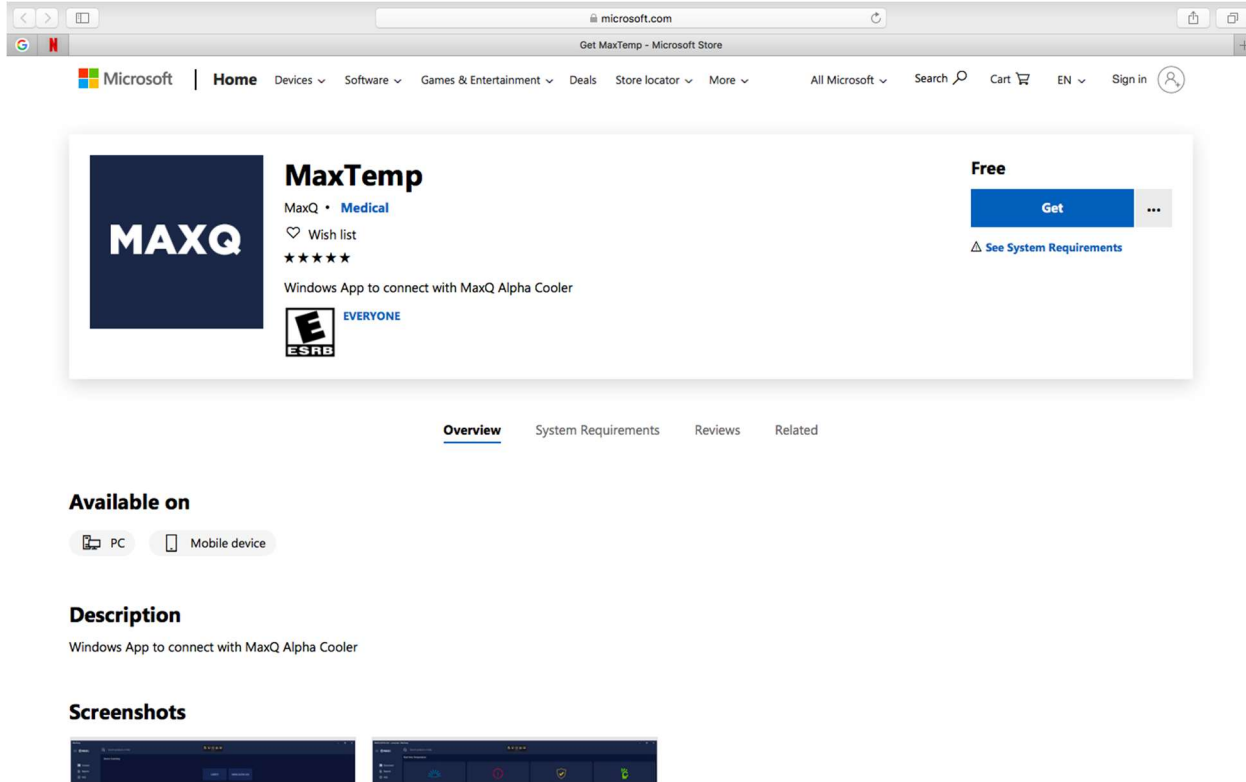 microsoft.com
Get MaxTemp - Microsoft Store
Microsoft Home Devices Software Games & Entertainment Deals Store locator More All Microsoft Search Cart EN Sign in
MAXQ
MaxTemp
MaxQ • Medical
Wish list
Windows App to connect with MaxQ Alpha Cooler
E
ESRB
EVERYONE
Free
Get
See System Requirements
Overview System Requirements Reviews Related
Available on
PC Mobile device
Description
Windows App to connect with MaxQ Alpha Cooler
Screenshots